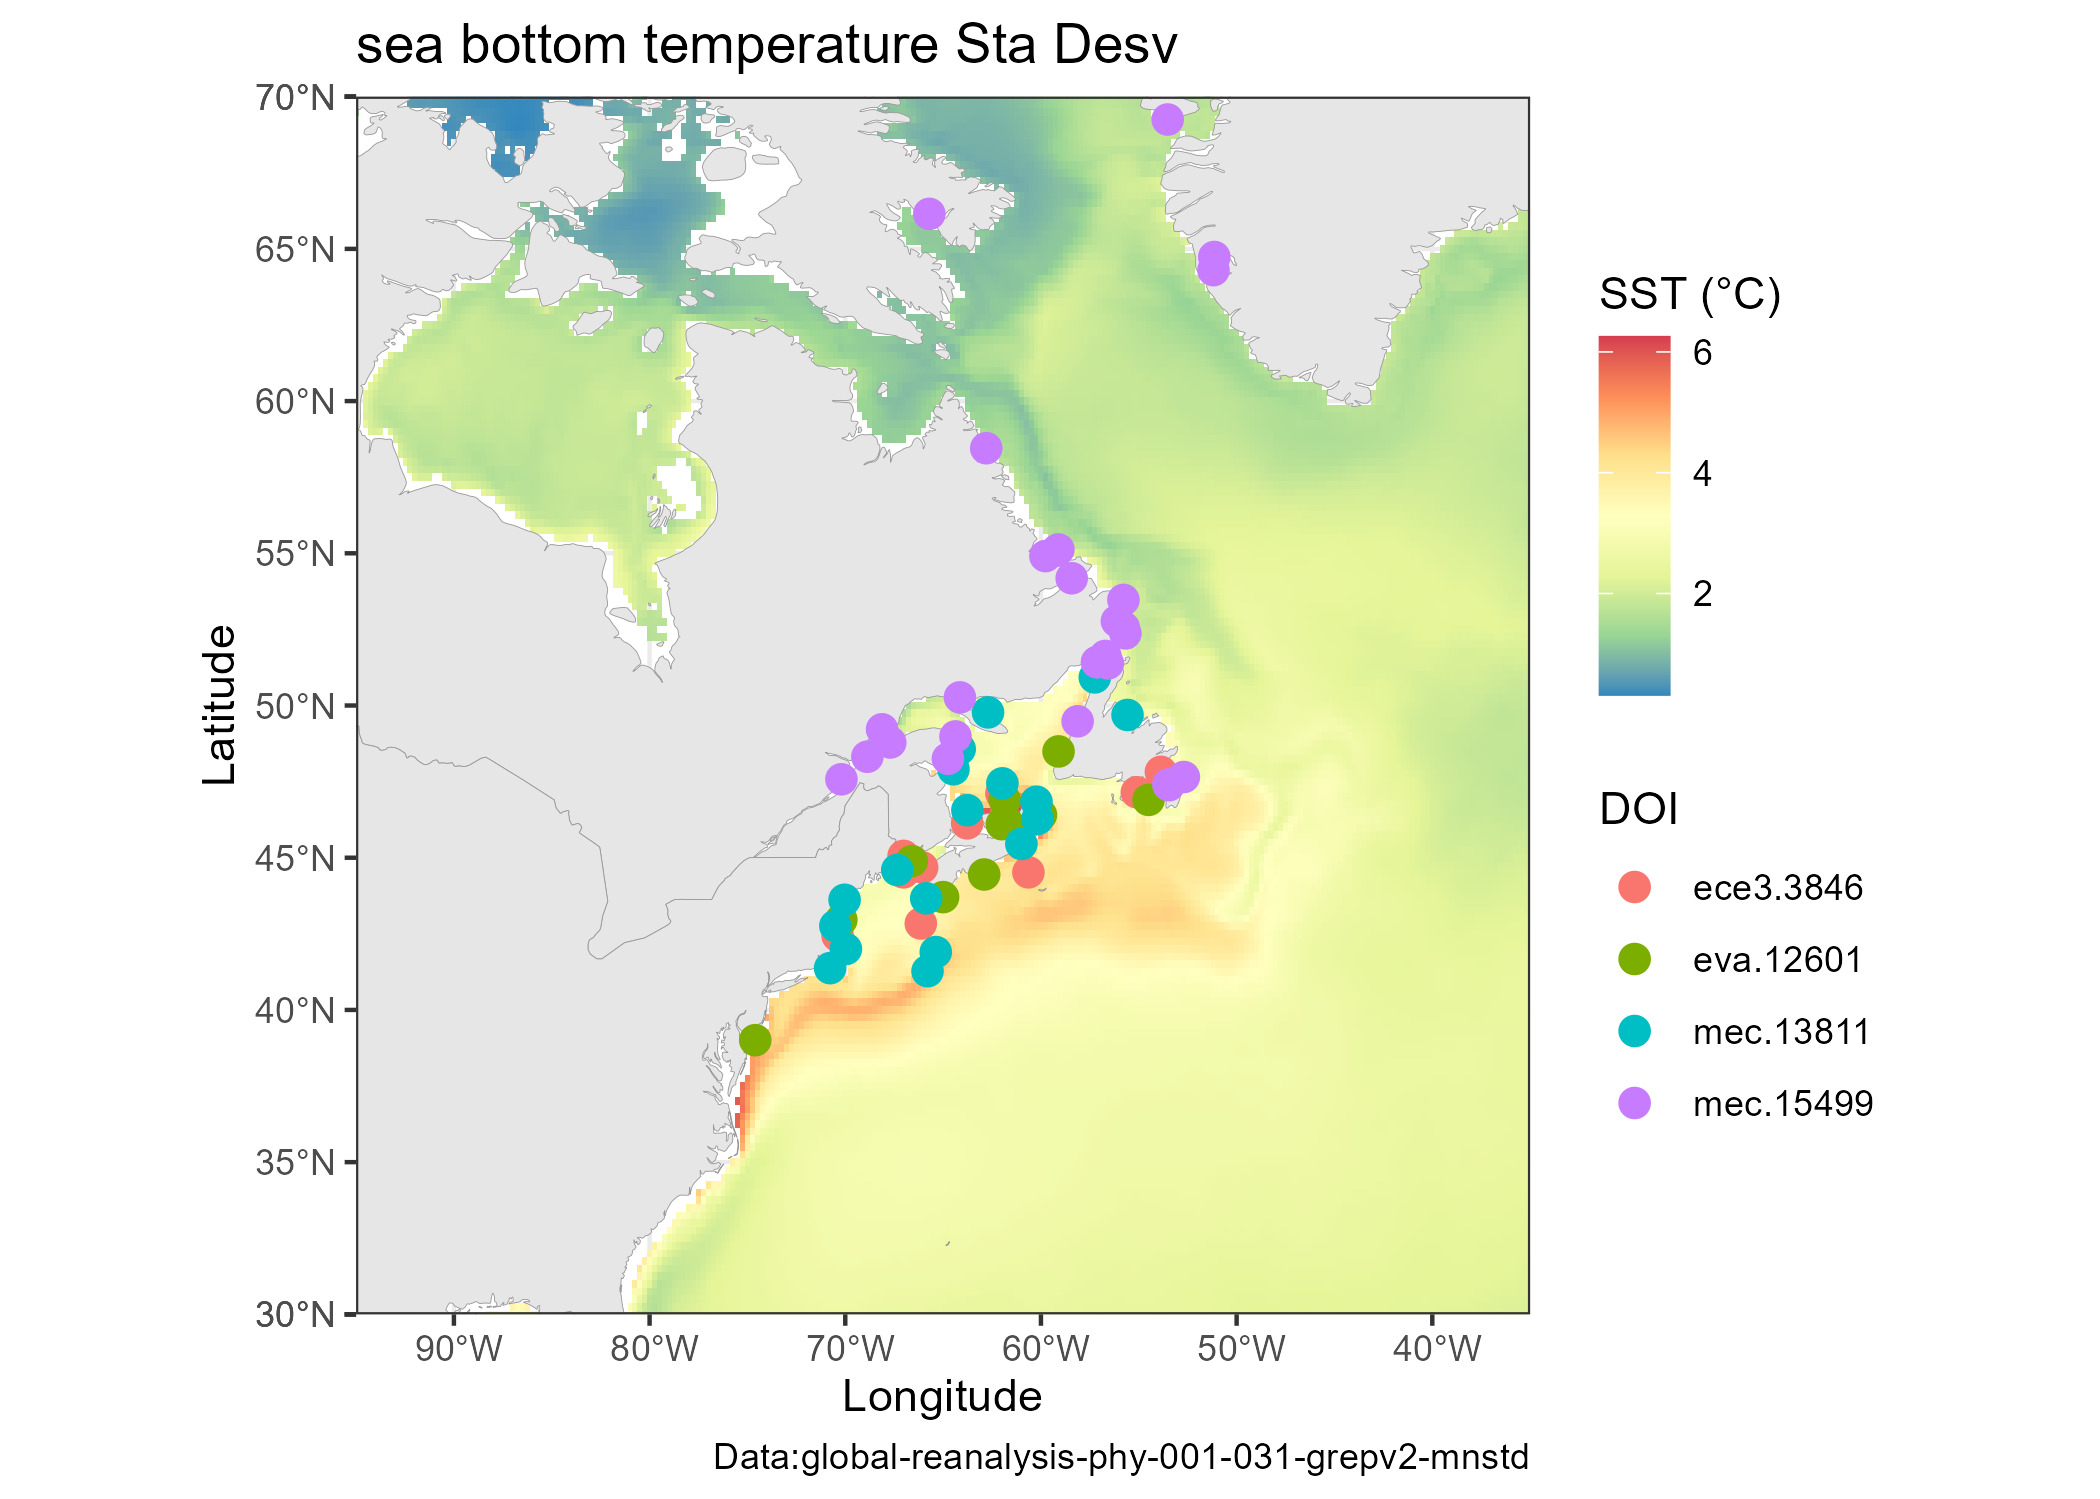 sea bottom temperature Sta Desv
70°N
65°N
60°N
55°N
50°N
45°N
40°N
35°N
30°N
Latitude
90°W
80°W
70°W
60°W
50°W
40°W
Longitude
Data:global-reanalysis-phy-001-031-grepv2-mnstd
SST (°C)
6
4
2
DOI
ece3.3846
eva.12601
mec.13811
mec.15499